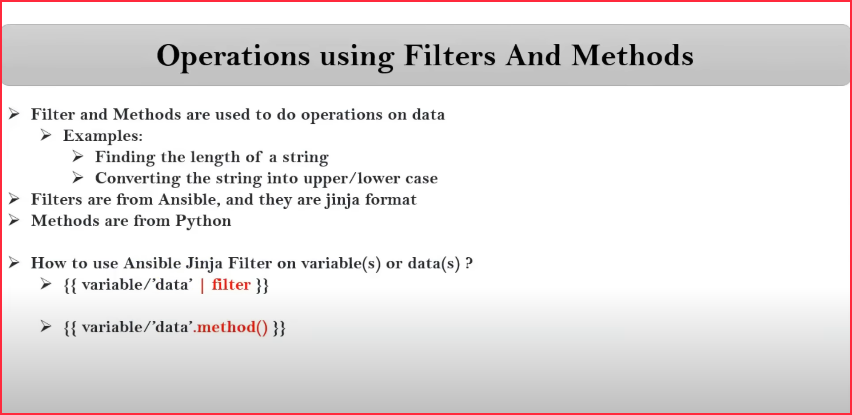 Operations using Filters And Methods
➢ Filter and Methods are used to do operations on data
➢ Examples:
➢ Finding the length of a string
➢ Converting the string into upper/lower case
➢ Filters are from Ansible, and they are jinja format
➢ Methods are from Python
➢ How to use Ansible Jinja Filter on variable(s) or data(s) ?
➢ {{ variable/’data’ | filter }}
➢ {{ variable/’data’.method() }}